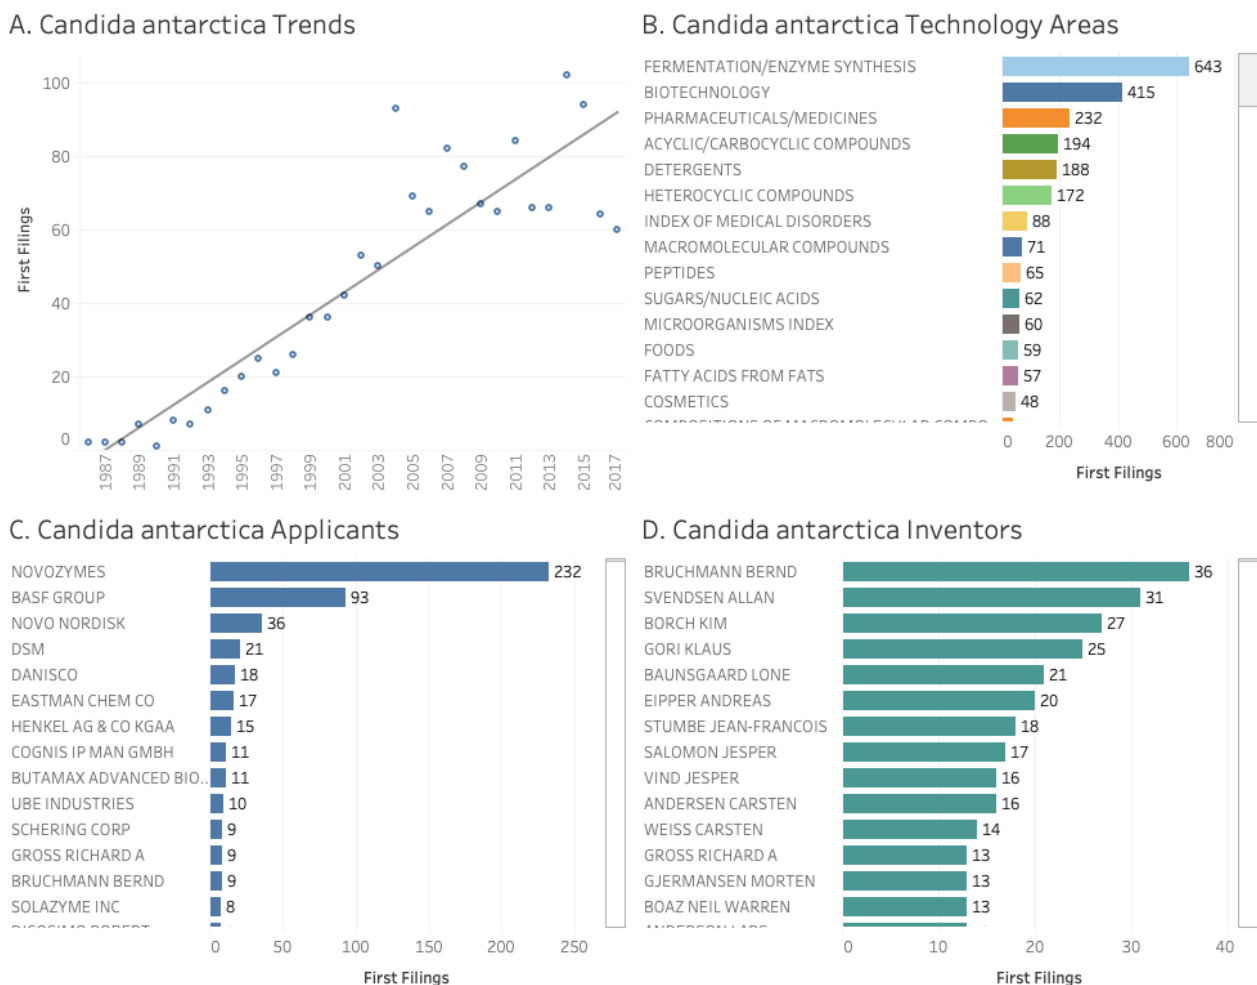 A. Candida antarctica Trends
First Filings
100
80
60
40
20
0
1987
1989
1991
1993
1995
1997
1999
2001
2003
2005
2007
2009
2011
2013
2015
2017
B. Candida antarctica Technology Areas
FERMENTATION/ENZYME SYNTHESIS 643
BIOTECHNOLOGY 415
PHARMACEUTICALS/MEDICINES 232
ACYCLIC/CARBOCYCLIC COMPOUNDS 194
DETERGENTS 188
HETEROCYCLIC COMPOUNDS 172
INDEX OF MEDICAL DISORDERS 88
MACROMOLECULAR COMPOUNDS 71
PEPTIDES 65
SUGARS/NUCLEIC ACIDS 62
MICROORGANISMS INDEX 60
FOODS 59
FATTY ACIDS FROM FATS 57
COSMETICS 48
COMPOSITIONS OF MACROMOLECULAR COMPO
0 200 400 600 800
First Filings
C. Candida antarctica Applicants
NOVOZYMES 232
BASF GROUP 93
NOVO NORDISK 36
DSM 21
DANISCO 18
EASTMAN CHEM CO 17
HENKEL AG & CO KGAA 15
COGNIS IP MAN GMBH 11
BUTAMAX ADVANCED BIO.. 11
UBE INDUSTRIES 10
SCHERING CORP 9
GROSS RICHARD A 9
BRUCHMANN BERND 9
SOLAZYME INC 8
DICOSIMO ROBERT
0 50 100 150 200 250
First Filings
D. Candida antarctica Inventors
BRUCHMANN BERND 36
SVENDSEN ALLAN 31
BORCH KIM 27
GORI KLAUS 25
BAUNSGAARD LONE 21
EIPPER ANDREAS 20
STUMBE JEAN-FRANCOIS 18
SALOMON JESPER 17
VIND JESPER 16
ANDERSEN CARSTEN 16
WEISS CARSTEN 14
GROSS RICHARD A 13
GJERMANSEN MORTEN 13
BOAZ NEIL WARREN 13
0 10 20 30 40
First Filings